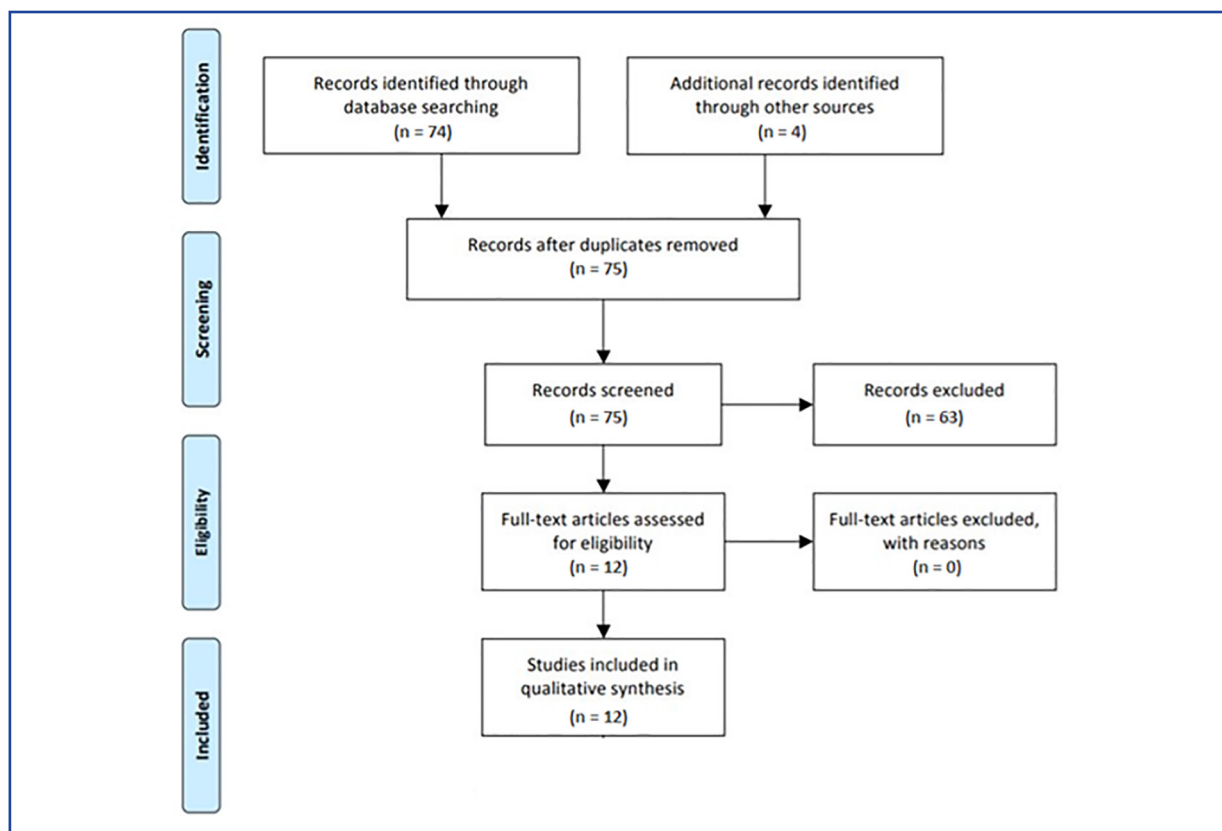 Identification
Records identified through
database searching
(n = 74)
Additional records identified
through other sources
(n = 4)
Screening
Records after duplicates removed
(n = 75)
Records screened
(n = 75)
Records excluded
(n = 63)
Eligibility
Full-text articles assessed
for eligibility
(n = 12)
Full-text articles excluded,
with reasons
(n = 0)
Included
Studies included in
qualitative synthesis
(n = 12)